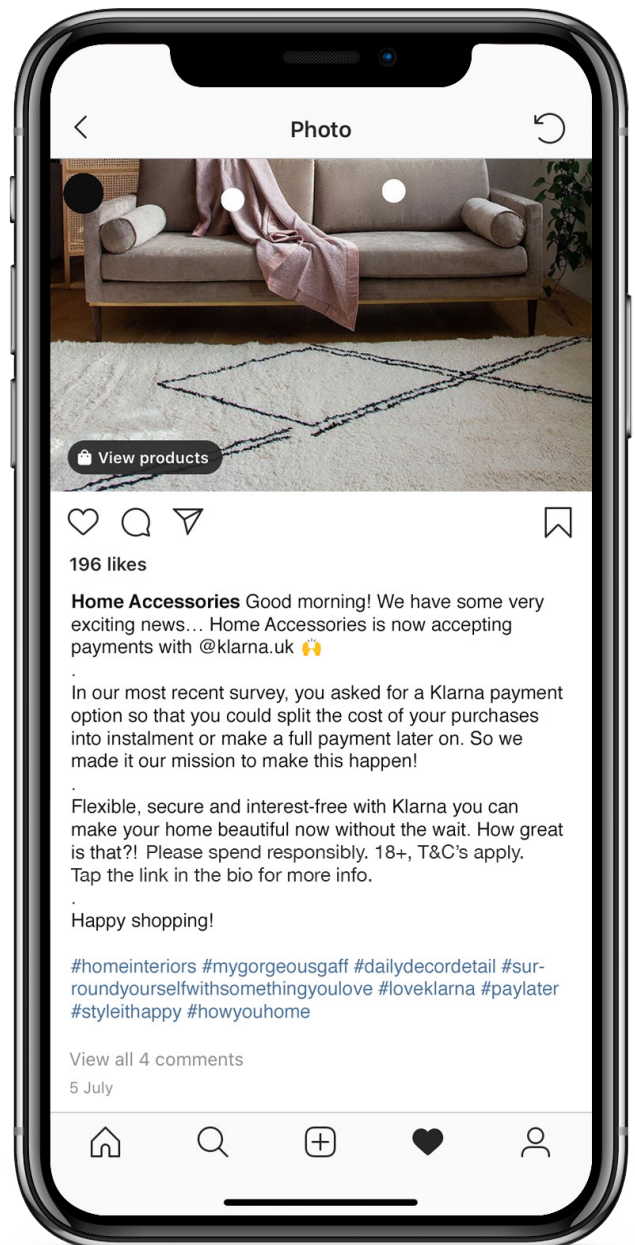 Photo
View products
196 likes
Home Accessories Good morning! We have some very
exciting news... Home Accessories is now accepting
payments with @klarna.uk 🙌
.
In our most recent survey, you asked for a Klarna payment
option so that you could split the cost of your purchases
into instalment or make a full payment later on. So we
made it our mission to make this happen!
.
Flexible, secure and interest-free with Klarna you can
make your home beautiful now without the wait. How great
is that?! Please spend responsibly. 18+, T&C's apply.
Tap the link in the bio for more info.
.
Happy shopping!
#homeinteriors #mygorgeousgaff #dailydecordetail #sur-
roundyourselfwithsomethingyoulove #loveklarna #paylater
#styleithappy #howyouhome
View all 4 comments
5 July